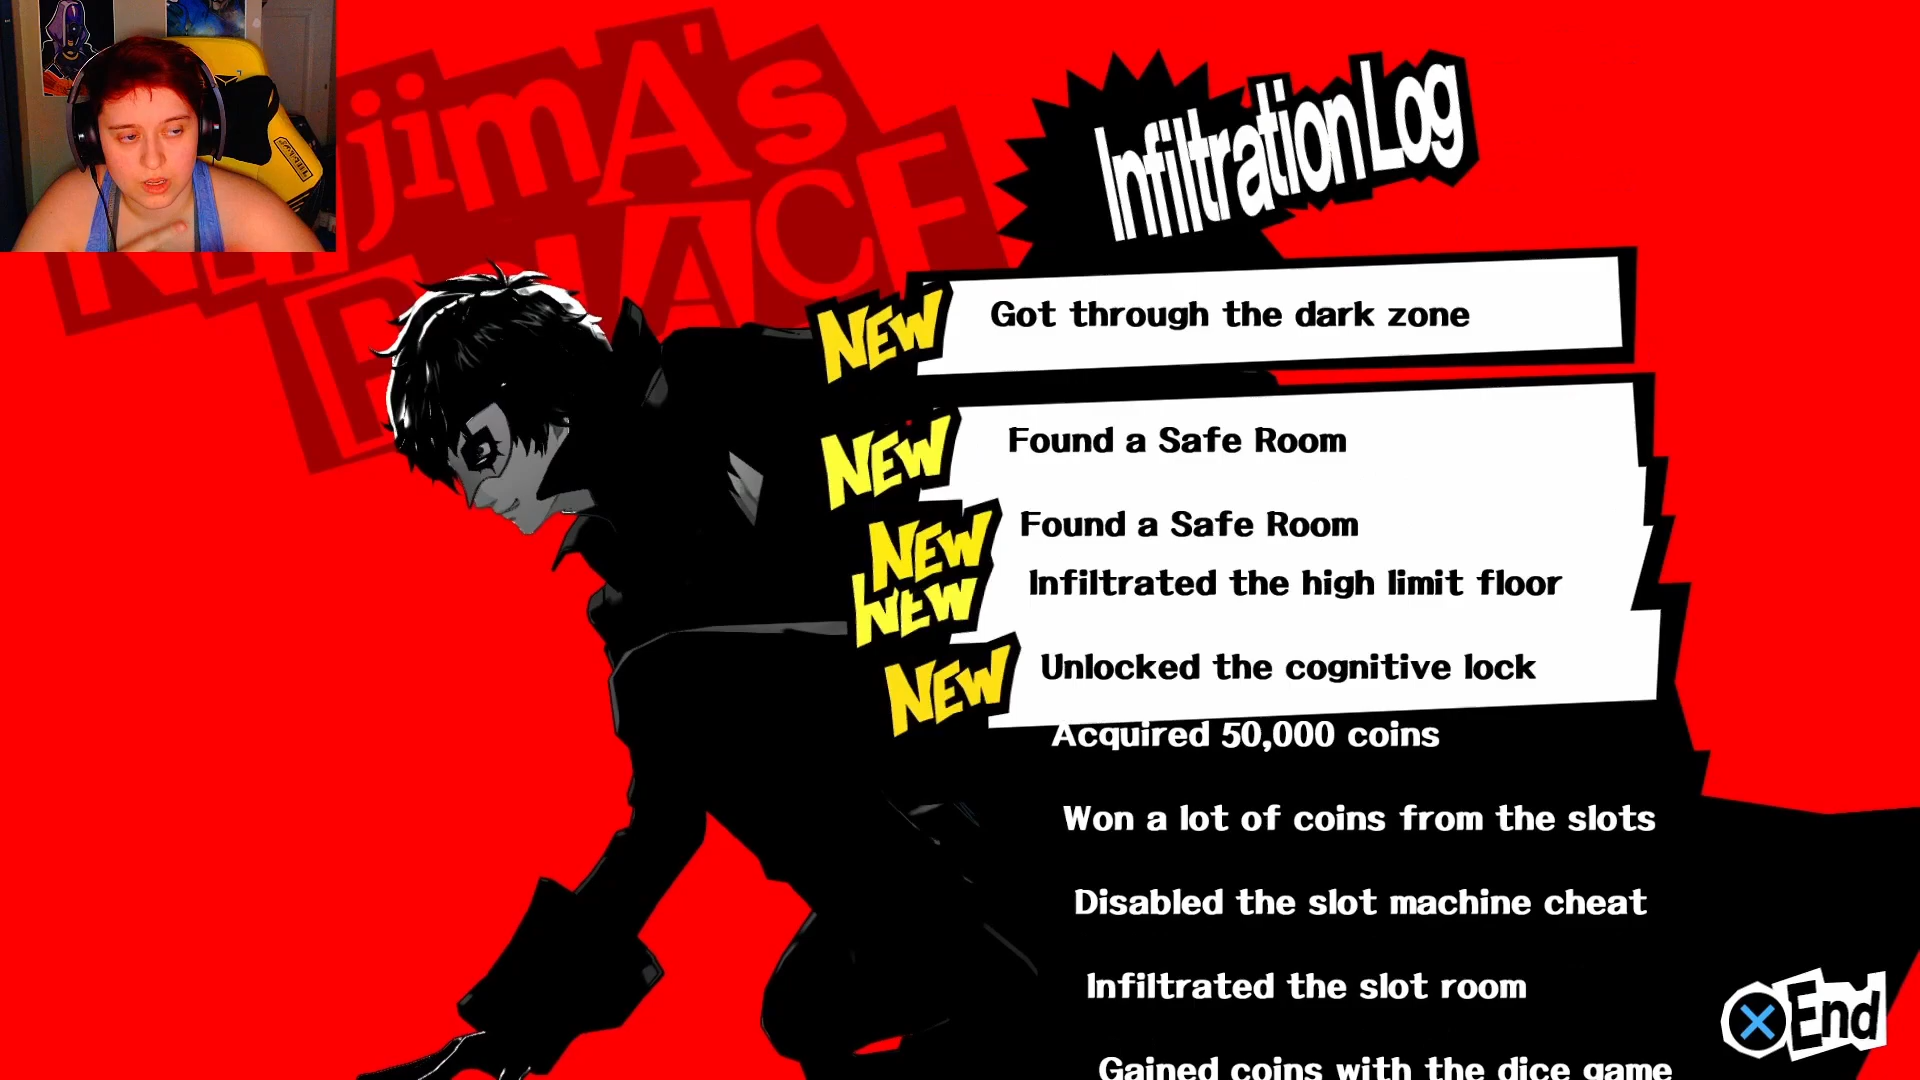 NiijimA's
PALACE
Infiltration Log
NEW Got through the dark zone
NEW Found a Safe Room
NEW Found a Safe Room
NEW Infiltrated the high limit floor
NEW Unlocked the cognitive lock
Acquired 50,000 coins
Won a lot of coins from the slots
Disabled the slot machine cheat
Infiltrated the slot room
Gained coins with the dice game
End